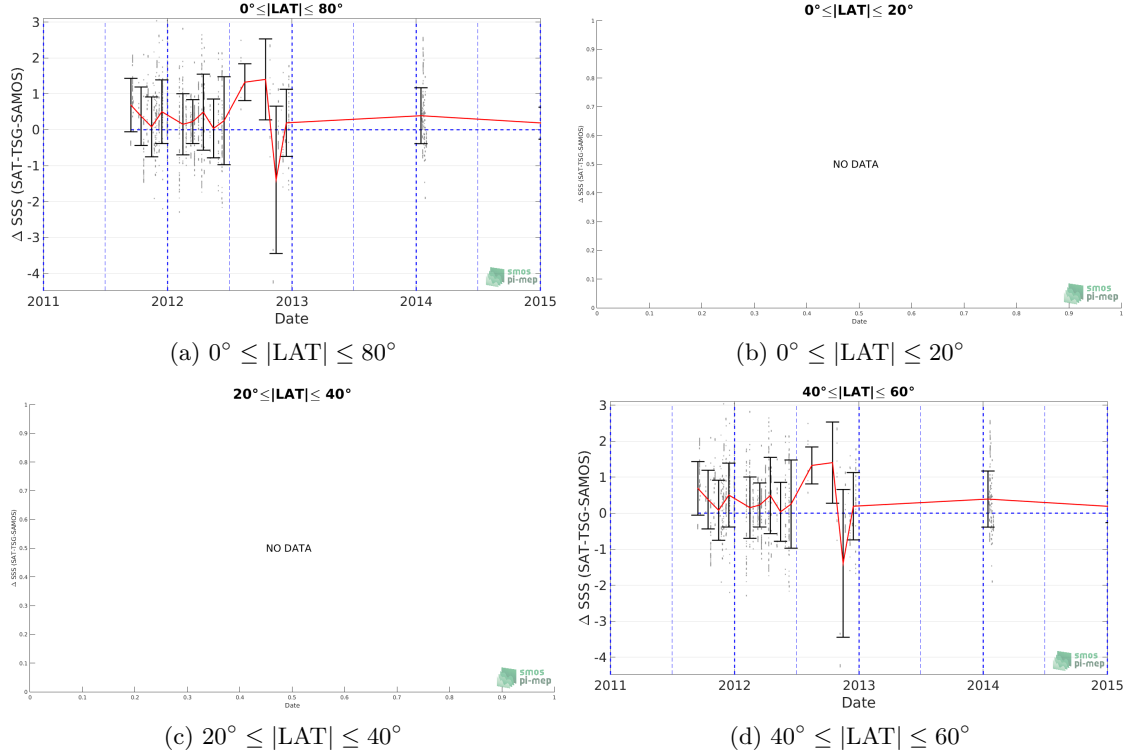 0°≤|LAT|≤ 80°
3
2
1
0
-1
-2
-3
-4
Δ SSS (SAT-TSG-SAMOS)
2011 2012 2013 2014 2015
Date
smos
pi-mep
(a) 0° ≤ |LAT| ≤ 80°
0°≤|LAT|≤ 20°
1
0.9
0.8
0.7
0.6
0.5
0.4
0.3
0.2
0.1
0
Δ SSS (SAT-TSG-SAMOS)
NO DATA
0 0.1 0.2 0.3 0.4 0.5 0.6 0.7 0.8 0.9 1
Date
smos
pi-mep
(b) 0° ≤ |LAT| ≤ 20°
20°≤|LAT|≤ 40°
1
0.9
0.8
0.7
0.6
0.5
0.4
0.3
0.2
0.1
0
Δ SSS (SAT-TSG-SAMOS)
NO DATA
0 0.1 0.2 0.3 0.4 0.5 0.6 0.7 0.8 0.9 1
Date
smos
pi-mep
(c) 20° ≤ |LAT| ≤ 40°
40°≤|LAT|≤ 60°
3
2
1
0
-1
-2
-3
-4
Δ SSS (SAT-TSG-SAMOS)
2011 2012 2013 2014 2015
Date
smos
pi-mep
(d) 40° ≤ |LAT| ≤ 60°